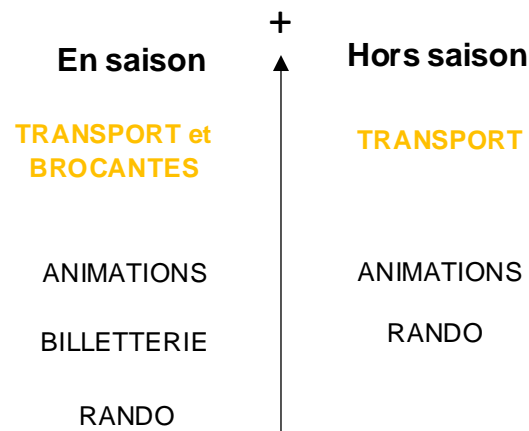 +
En saison
Hors saison
TRANSPORT et
BROCANTES
TRANSPORT
ANIMATIONS
ANIMATIONS
BILLETTERIE
RANDO
RANDO